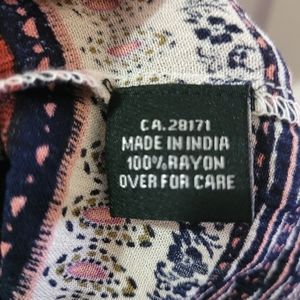 CA.28171
MADE IN INDIA
100%RAYON
OVER FOR CARE